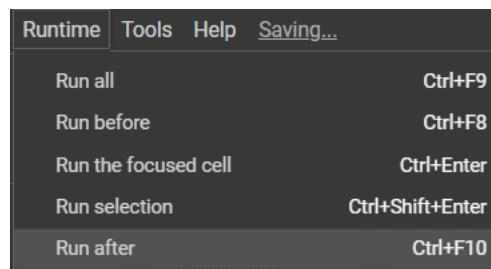 Runtime Tools Help Saving...
Run all Ctrl+F9
Run before Ctrl+F8
Run the focused cell Ctrl+Enter
Run selection Ctrl+Shift+Enter
Run after Ctrl+F10